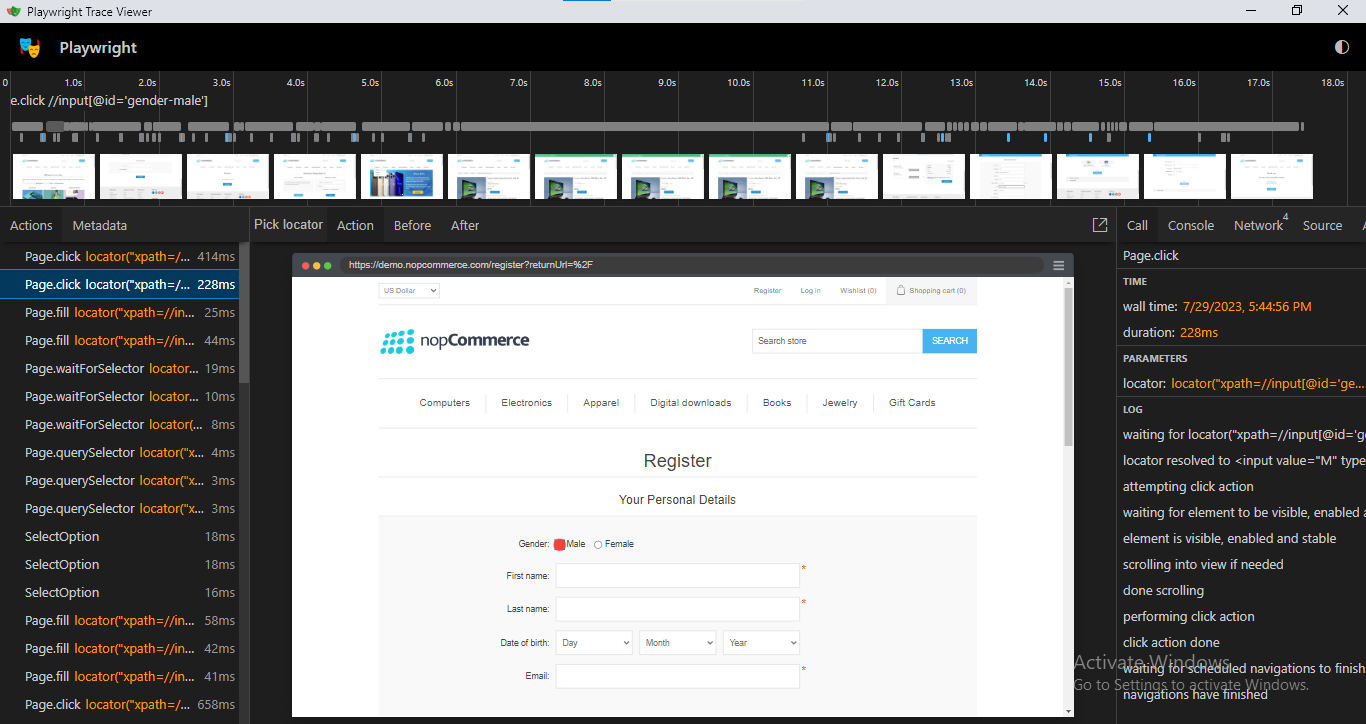 Playwright Trace Viewer
Playwright
0 1.0s 2.0s 3.0s 4.0s 5.0s 6.0s 7.0s 8.0s 9.0s 10.0s 11.0s 12.0s 13.0s 14.0s 15.0s 16.0s 17.0s 18.0s
e.click //input[@id='gender-male']
Actions Metadata
Page.click locator("xpath=/... 414ms
Page.click locator("xpath=/... 228ms
Page.fill locator("xpath=//in... 25ms
Page.fill locator("xpath=//in... 44ms
Page.waitForSelector locator... 19ms
Page.waitForSelector locator... 10ms
Page.waitForSelector locator(... 8ms
Page.querySelector locator("x... 4ms
Page.querySelector locator("x... 3ms
Page.querySelector locator("x... 3ms
SelectOption 18ms
SelectOption 18ms
SelectOption 16ms
Page.fill locator("xpath=//in... 58ms
Page.fill locator("xpath=//in... 42ms
Page.fill locator("xpath=//in... 41ms
Page.click locator("xpath=/... 658ms
Pick locator Action Before After
https://demo.nopcommerce.com/register?returnUrl=%2F
US Dollar Register Log in Wishlist (0) Shopping cart (0)
nopCommerce Search store SEARCH
Computers Electronics Apparel Digital downloads Books Jewelry Gift Cards
Register
Your Personal Details
Gender: Male Female
First name: *
Last name: *
Date of birth: Day Month Year
Email: *
Call Console Network 4 Source
Page.click
TIME
wall time: 7/29/2023, 5:44:56 PM
duration: 228ms
PARAMETERS
locator: locator("xpath=//input[@id='ge...
LOG
waiting for locator("xpath=//input[@id='g
locator resolved to <input value="M" type
attempting click action
waiting for element to be visible, enabled
element is visible, enabled and stable
scrolling into view if needed
done scrolling
performing click action
click action done
waiting for scheduled navigations to finish
navigations have finished
Activate Windows
Go to Settings to activate Windows.